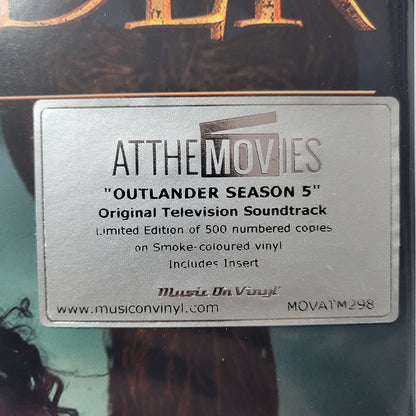 DER
ATTHEMOVIES
"OUTLANDER SEASON 5"
Original Television Soundtrack
Limited Edition of 500 numbered copies
on Smoke-coloured vinyl
Includes Insert
Music On Vinyl
www.musiconvinyl.com MOVATM298